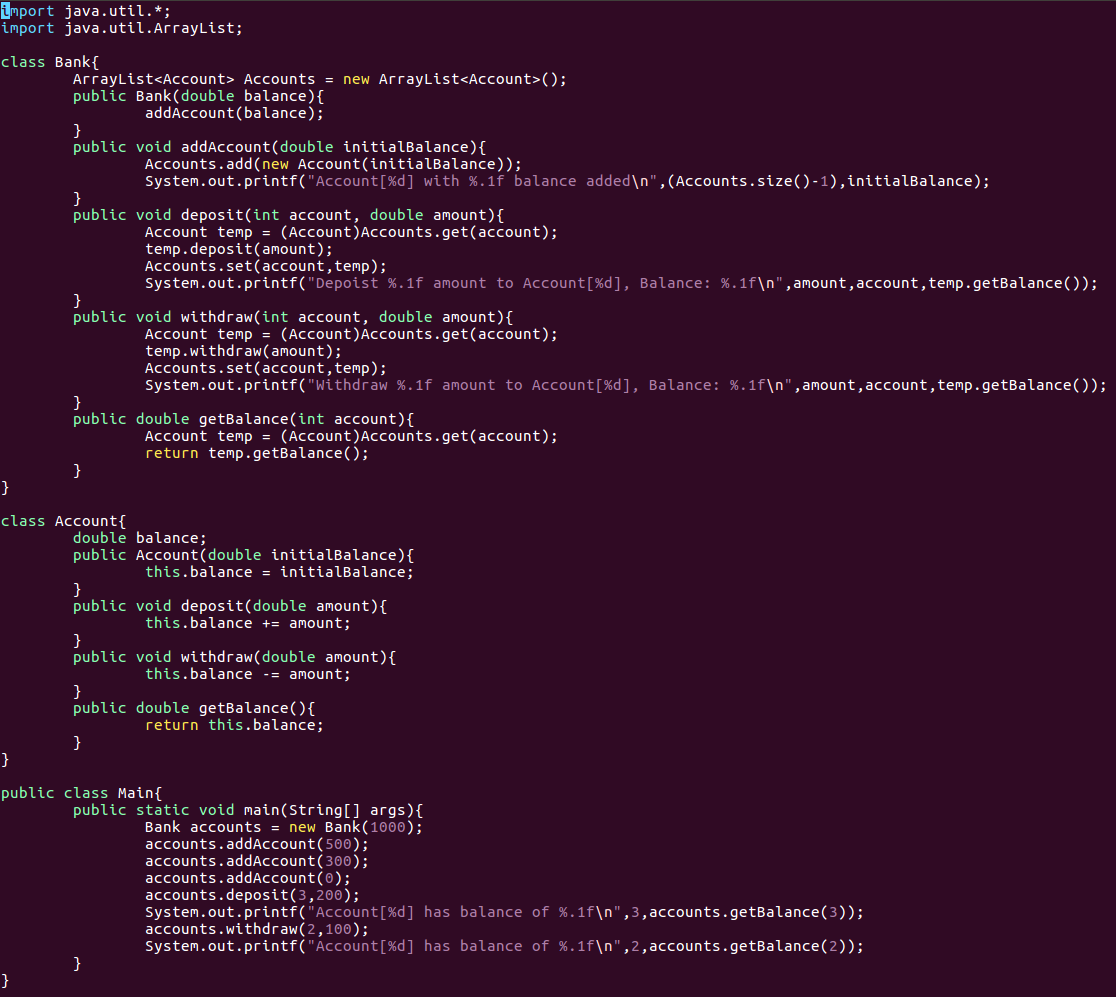 import java.util.*;
import java.util.ArrayList;

class Bank{
        ArrayList<Account> Accounts = new ArrayList<Account>();
        public Bank(double balance){
                addAccount(balance);
        }
        public void addAccount(double initialBalance){
                Accounts.add(new Account(initialBalance));
                System.out.printf("Account[%d] with %.1f balance added\n",(Accounts.size()-1),initialBalance);
        }
        public void deposit(int account, double amount){
                Account temp = (Account)Accounts.get(account);
                temp.deposit(amount);
                Accounts.set(account,temp);
                System.out.printf("Depoist %.1f amount to Account[%d], Balance: %.1f\n",amount,account,temp.getBalance());
        }
        public void withdraw(int account, double amount){
                Account temp = (Account)Accounts.get(account);
                temp.withdraw(amount);
                Accounts.set(account,temp);
                System.out.printf("Withdraw %.1f amount to Account[%d], Balance: %.1f\n",amount,account,temp.getBalance());
        }
        public double getBalance(int account){
                Account temp = (Account)Accounts.get(account);
                return temp.getBalance();
        }
}

class Account{
        double balance;
        public Account(double initialBalance){
                this.balance = initialBalance;
        }
        public void deposit(double amount){
                this.balance += amount;
        }
        public void withdraw(double amount){
                this.balance -= amount;
        }
        public double getBalance(){
                return this.balance;
        }
}

public class Main{
        public static void main(String[] args){
                Bank accounts = new Bank(1000);
                accounts.addAccount(500);
                accounts.addAccount(300);
                accounts.addAccount(0);
                accounts.deposit(3,200);
                System.out.printf("Account[%d] has balance of %.1f\n",3,accounts.getBalance(3));
                accounts.withdraw(2,100);
                System.out.printf("Account[%d] has balance of %.1f\n",2,accounts.getBalance(2));
        }
}